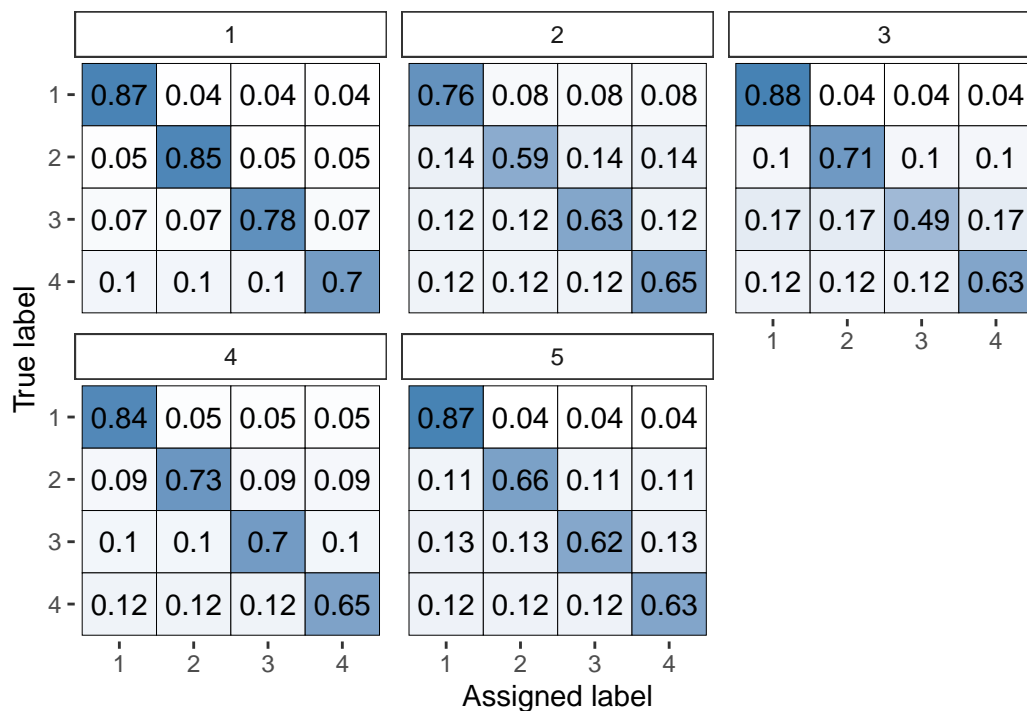 1 2 3
1 0.87 0.04 0.04 0.04 0.76 0.08 0.08 0.08 0.88 0.04 0.04 0.04
2 0.05 0.85 0.05 0.05 0.14 0.59 0.14 0.14 0.1 0.71 0.1 0.1
3 0.07 0.07 0.78 0.07 0.12 0.12 0.63 0.12 0.17 0.17 0.49 0.17
4 0.1 0.1 0.1 0.7 0.12 0.12 0.12 0.65 0.12 0.12 0.12 0.63
1 2 3 4
True label
4 5
1 0.84 0.05 0.05 0.05 0.87 0.04 0.04 0.04
2 0.09 0.73 0.09 0.09 0.11 0.66 0.11 0.11
3 0.1 0.1 0.7 0.1 0.13 0.13 0.62 0.13
4 0.12 0.12 0.12 0.65 0.12 0.12 0.12 0.63
1 2 3 4 1 2 3 4
Assigned label